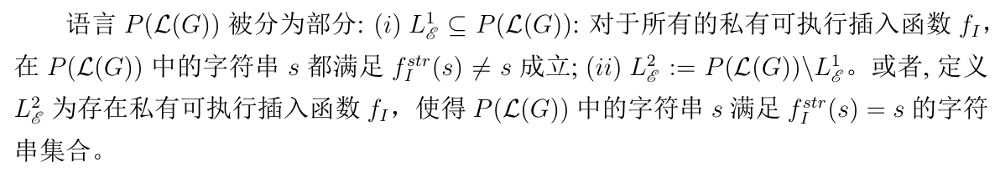 语言 $P(\mathcal{L}(G))$ 被分为部分: $(i)$ $L^1_{\mathscr{E}} \subseteq P(\mathcal{L}(G))$: 对于所有的私有可执行插入函数 $f_I$,
在 $P(\mathcal{L}(G))$ 中的字符串 $s$ 都满足 $f_I^{str}(s) \neq s$ 成立; $(ii)$ $L^2_{\mathscr{E}} := P(\mathcal{L}(G)) \backslash L^1_{\mathscr{E}}$。或者, 定义
$L^2_{\mathscr{E}}$ 为存在私有可执行插入函数 $f_I$，使得 $P(\mathcal{L}(G))$ 中的字符串 $s$ 满足 $f_I^{str}(s) = s$ 的字符
串集合。